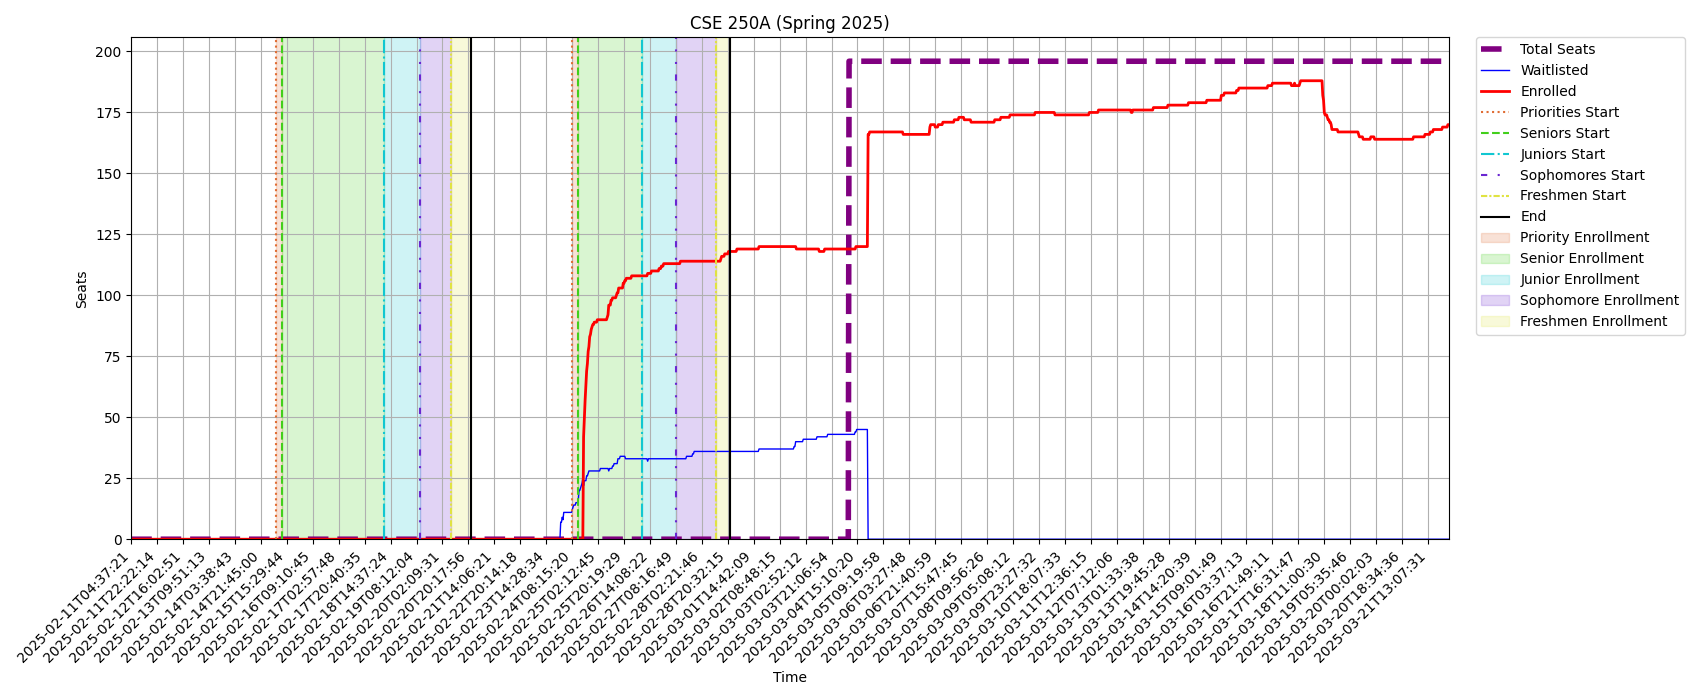 CSE 250A (Spring 2025)
Seats
200
175
150
125
100
75
50
25
0
2025-02-11T04:37:21
2025-02-11T22:22:14
2025-02-12T16:02:51
2025-02-13T09:51:13
2025-02-14T03:38:43
2025-02-14T21:45:00
2025-02-15T15:29:44
2025-02-16T09:10:45
2025-02-17T02:57:48
2025-02-17T20:40:35
2025-02-18T14:37:24
2025-02-19T08:12:04
2025-02-20T02:09:31
2025-02-20T20:17:56
2025-02-21T14:06:21
2025-02-22T20:14:18
2025-02-23T14:28:34
2025-02-24T08:15:20
2025-02-25T02:12:45
2025-02-25T20:19:29
2025-02-26T14:08:22
2025-02-27T08:16:49
2025-02-28T02:21:46
2025-02-28T20:32:15
2025-03-01T14:42:09
2025-03-02T08:48:15
2025-03-03T02:52:12
2025-03-03T21:06:54
2025-03-04T15:10:20
2025-03-05T09:19:58
2025-03-06T03:27:48
2025-03-06T21:40:59
2025-03-07T15:47:45
2025-03-08T09:56:26
2025-03-09T05:08:12
2025-03-09T23:27:32
2025-03-10T18:07:33
2025-03-11T12:36:15
2025-03-12T07:12:06
2025-03-13T01:33:38
2025-03-13T19:45:28
2025-03-14T14:20:39
2025-03-15T09:01:49
2025-03-16T03:37:13
2025-03-16T21:49:11
2025-03-17T16:31:47
2025-03-18T11:00:30
2025-03-19T05:35:46
2025-03-20T00:02:03
2025-03-20T18:34:36
2025-03-21T13:07:31
Time
Total Seats
Waitlisted
Enrolled
Priorities Start
Seniors Start
Juniors Start
Sophomores Start
Freshmen Start
End
Priority Enrollment
Senior Enrollment
Junior Enrollment
Sophomore Enrollment
Freshmen Enrollment